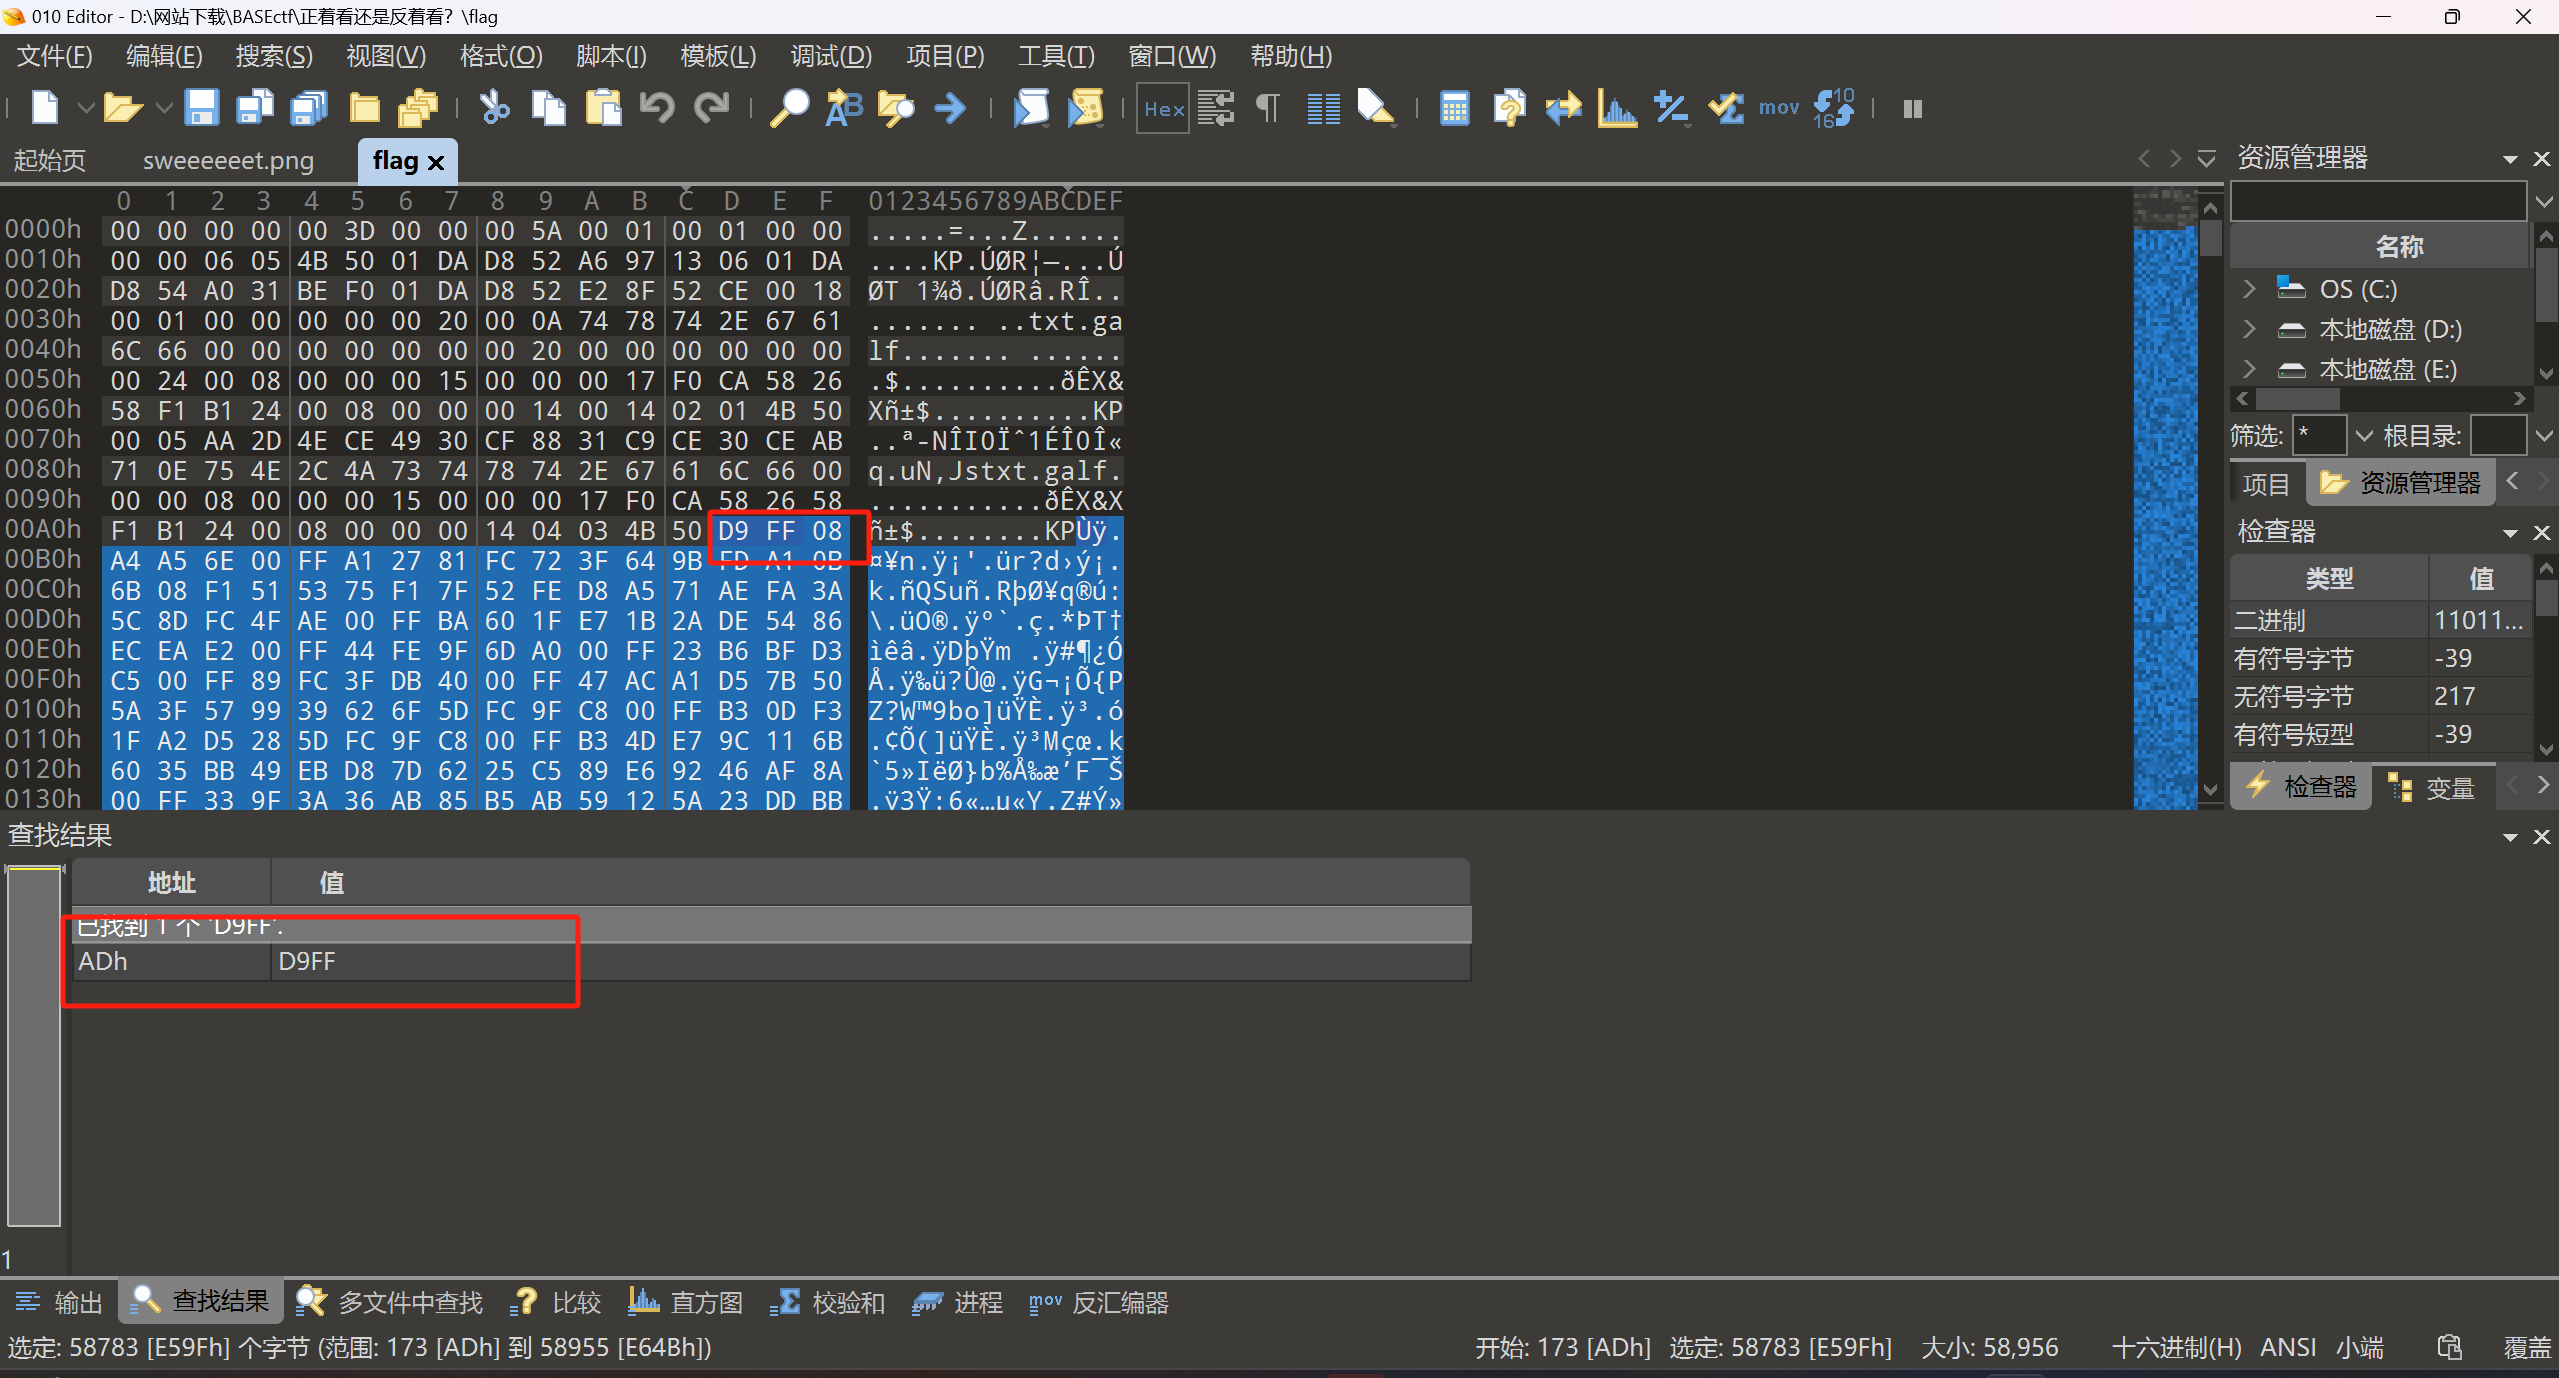 010 Editor - D:\网站下载\BASEctf\正着看还是反着看？\flag
文件(F) 编辑(E) 搜索(S) 视图(V) 格式(O) 脚本(I) 模板(L) 调试(D) 项目(P) 工具(T) 窗口(W) 帮助(H)
起始页 sweeeeeet.png flag
0 1 2 3 4 5 6 7 8 9 A B C D E F 0123456789ABCDEF
0000h 00 00 00 00 00 3D 00 00 00 5A 00 01 00 01 00 00 .....=...Z......
0010h 00 00 06 05 4B 50 01 DA D8 52 A6 97 13 06 01 DA ....KP.ÚØR¦—...Ú
0020h D8 54 A0 31 BE F0 01 DA D8 52 E2 8F 52 CE 00 18 ØT 1¾ð.ÚØRâ.RÎ..
0030h 00 01 00 00 00 00 00 20 00 0A 74 78 74 2E 67 61 ....... ..txt.ga
0040h 6C 66 00 00 00 00 00 00 00 20 00 00 00 00 00 00 lf....... ......
0050h 00 24 00 08 00 00 00 15 00 00 00 17 F0 CA 58 26 .$..........ðÊX&
0060h 58 F1 B1 24 00 08 00 00 00 14 00 14 02 01 4B 50 Xñ±$..........KP
0070h 00 05 AA 2D 4E CE 49 30 CF 88 31 C9 CE 30 CE AB ..ª-NÎI0Ïˆ1ÉÎ0Î«
0080h 71 0E 75 4E 2C 4A 73 74 78 74 2E 67 61 6C 66 00 q.uN,Jstxt.galf.
0090h 00 00 08 00 00 00 15 00 00 00 17 F0 CA 58 26 58 ...........ðÊX&X
00A0h F1 B1 24 00 08 00 00 00 14 04 03 4B 50 D9 FF 08 ñ±$........KPÙÿ.
00B0h A4 A5 6E 00 FF A1 27 81 FC 72 3F 64 9B FD A1 0B ¤¥n.ÿ¡'.ür?d›ý¡.
00C0h 6B 08 F1 51 53 75 F1 7F 52 FE D8 A5 71 AE FA 3A k.ñQSuñ.RþØ¥q®ú:
00D0h 5C 8D FC 4F AE 00 FF BA 60 1F E7 1B 2A DE 54 86 \.üO®.ÿº`.ç.*ÞT†
00E0h EC EA E2 00 FF 44 FE 9F 6D A0 00 FF 23 B6 BF D3 ìêâ.ÿDþŸm .ÿ#¶¿Ó
00F0h C5 00 FF 89 FC 3F DB 40 00 FF 47 AC A1 D5 7B 50 Å.ÿ‰ü?Û@.ÿG¬¡Õ{P
0100h 5A 3F 57 99 39 62 6F 5D FC 9F C8 00 FF B3 0D F3 Z?W™9bo]üŸÈ.ÿ³.ó
0110h 1F A2 D5 28 5D FC 9F C8 00 FF B3 4D E7 9C 11 6B .¢Õ(]üŸÈ.ÿ³Mçœ.k
0120h 60 35 BB 49 EB D8 7D 62 25 C5 89 E6 92 46 AF 8A `5»IëØ}b%Å‰æ’F¯Š
0130h 00 FF 33 9F 3A 36 AB 85 B5 AB 59 12 5A 23 DD BB .ÿ3Ÿ:6«…µ«Y.Z#Ý»
资源管理器
名称
OS (C:)
本地磁盘 (D:)
本地磁盘 (E:)
筛选: * 根目录:
项目 资源管理器
检查器
类型 值
二进制 11011...
有符号字节 -39
无符号字节 217
有符号短型 -39
检查器 变量
查找结果
地址 值
已找到 1 个 'D9FF'.
ADh D9FF
1
输出 查找结果 多文件中查找 比较 直方图 校验和 进程 mov 反汇编器
选定: 58783 [E59Fh] 个字节 (范围: 173 [ADh] 到 58955 [E64Bh]) 开始: 173 [ADh] 选定: 58783 [E59Fh] 大小: 58,956 十六进制(H) ANSI 小端 覆盖